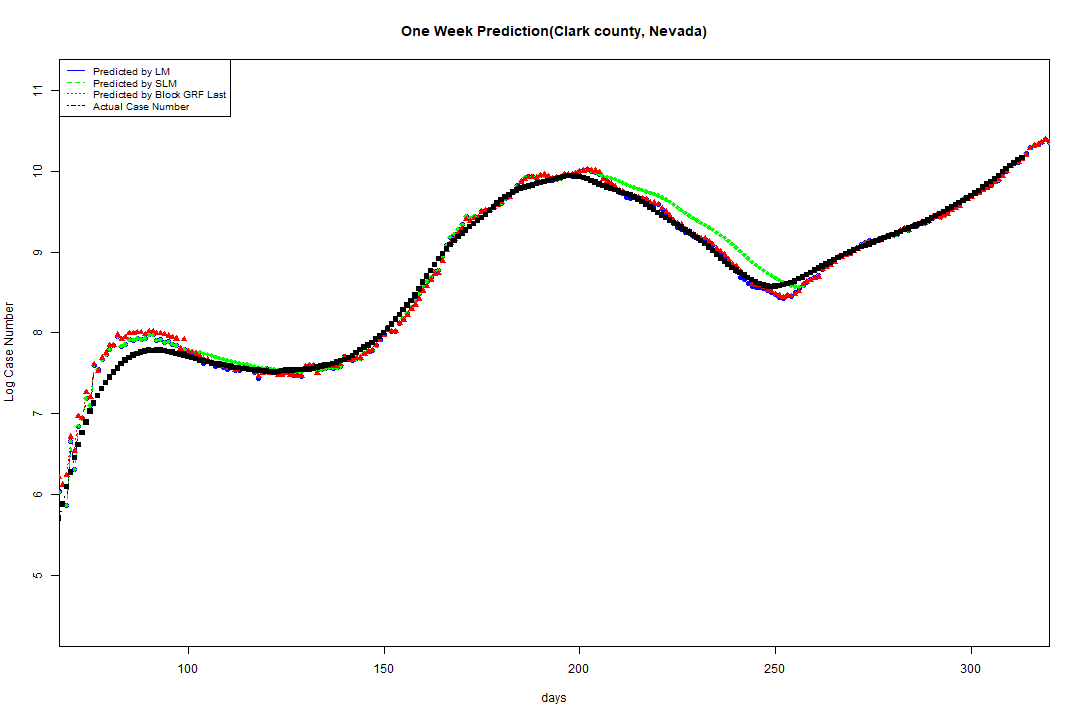 One Week Prediction(Clark county, Nevada)
Predicted by LM
Predicted by SLM
Predicted by Block GRF Last
Actual Case Number
11
10
9
8
7
6
5
Log Case Number
100 150 200 250 300
days